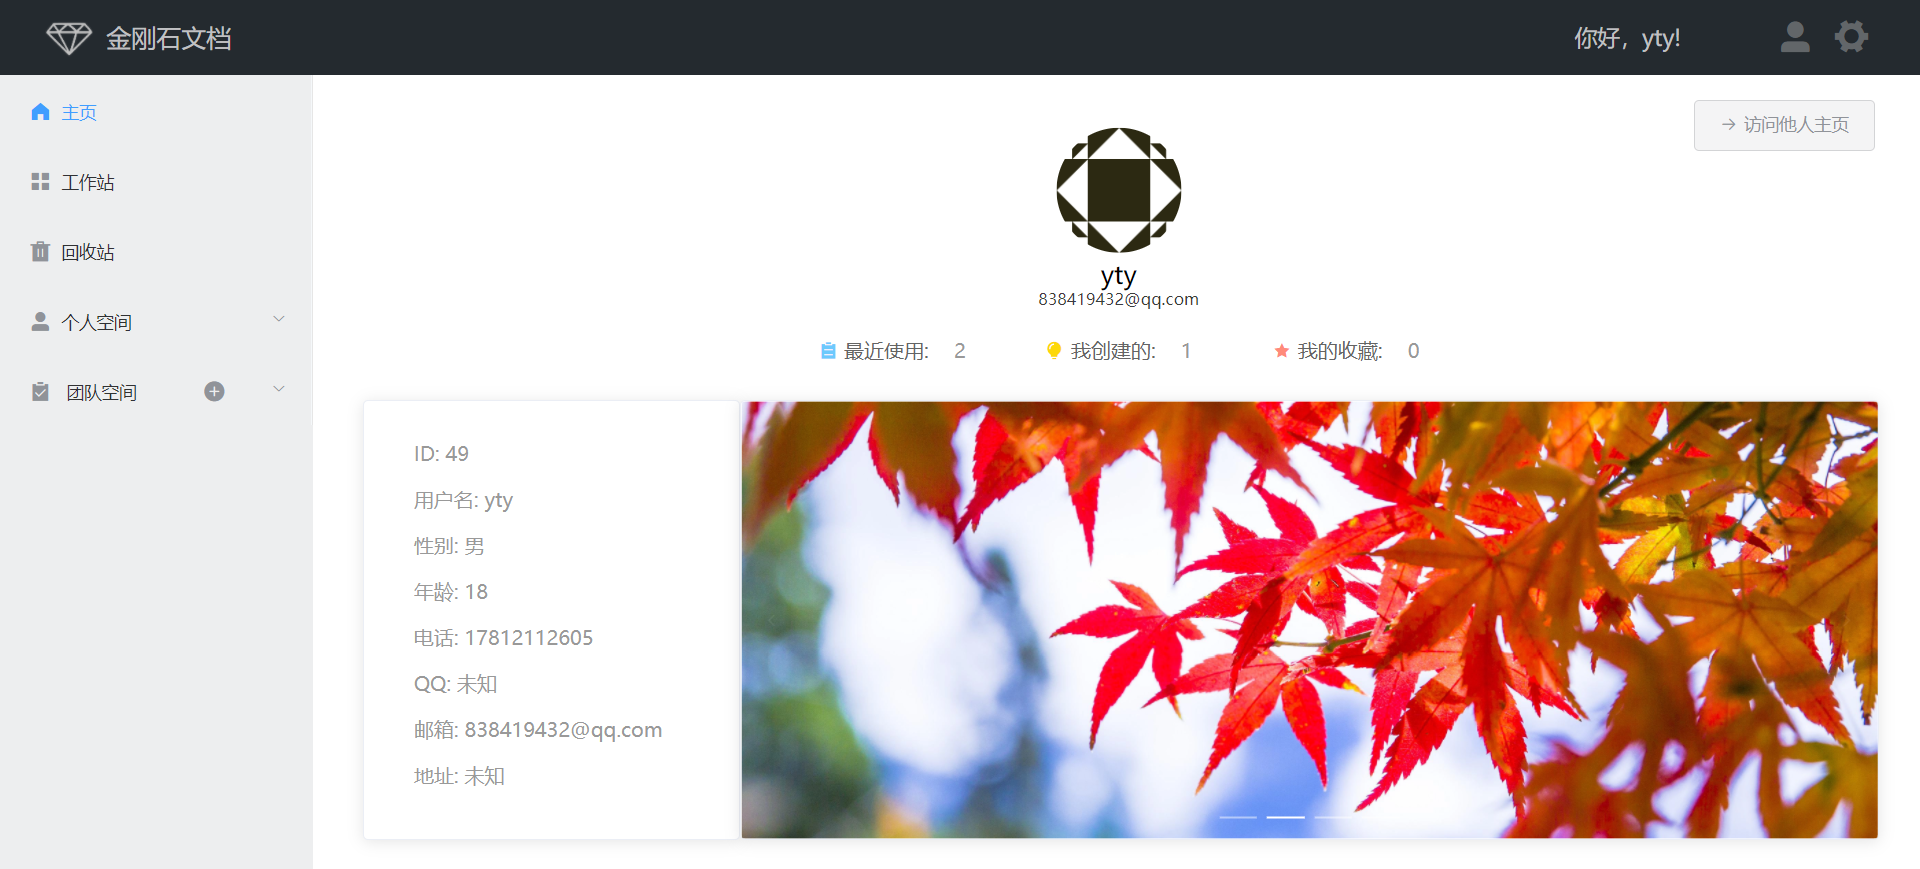 金刚石文档
你好，yty!
主页
工作站
回收站
个人空间
团队空间
访问他人主页
yty
838419432@qq.com
最近使用: 2
我创建的: 1
我的收藏: 0
ID: 49
用户名: yty
性别: 男
年龄: 18
电话: 17812112605
QQ: 未知
邮箱: 838419432@qq.com
地址: 未知